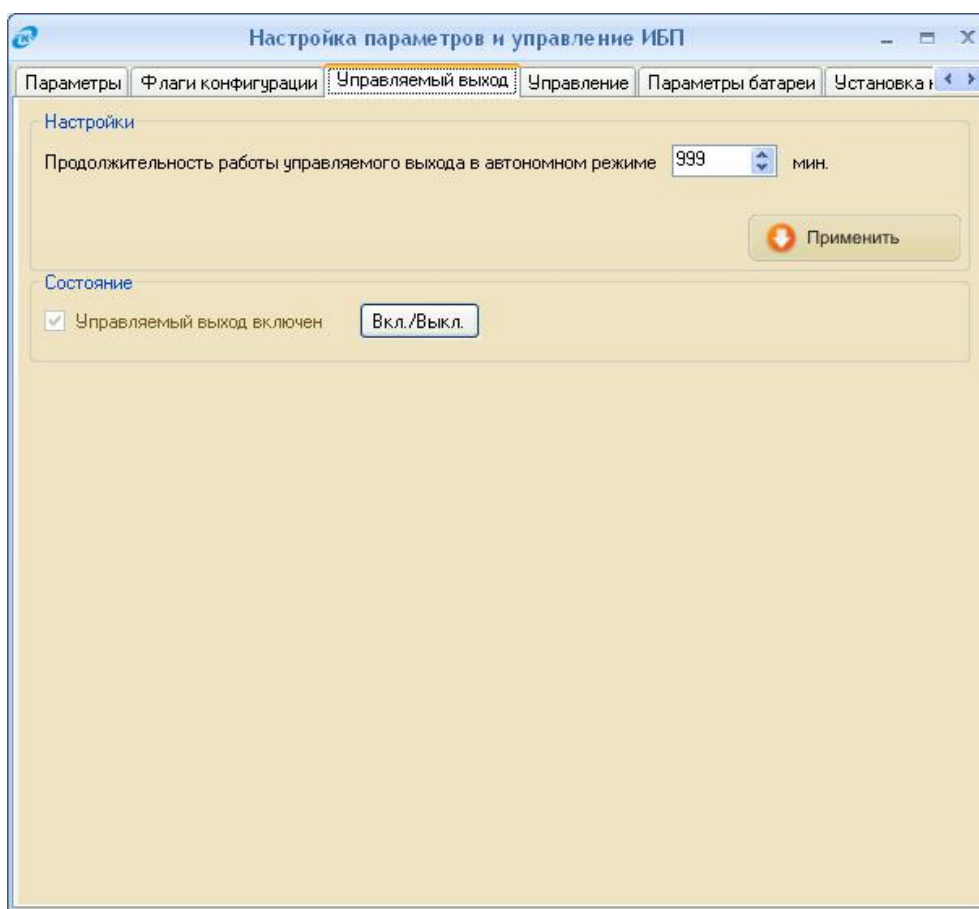 Настройка параметров и управление ИБП
Параметры Флаги конфигурации Управляемый выход Управление Параметры батареи Установка
Настройки
Продолжительность работы управляемого выхода в автономном режиме 999 мин.
Применить
Состояние
Управляемый выход включен Вкл./Выкл.